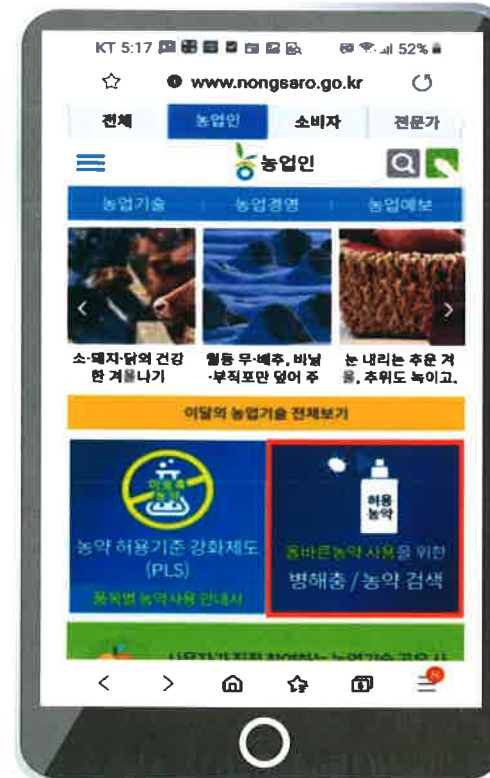 KT 5:17 52%
www.nongsaro.go.kr
전체 농업인 소비자 전문가
농업인
농업기술 농업경영 농업예보
소·돼지·닭의 건강한 겨울나기
월동 무·배추, 비닐·부직포만 덮어 주
눈 내리는 추운 겨울, 추위도 녹이고.
이달의 농업기술 전체보기
농약 허용기준 강화제도
(PLS)
품목별 농약사용 안내서
허용
농약
올바른농약 사용을 위한
병해충 / 농약 검색